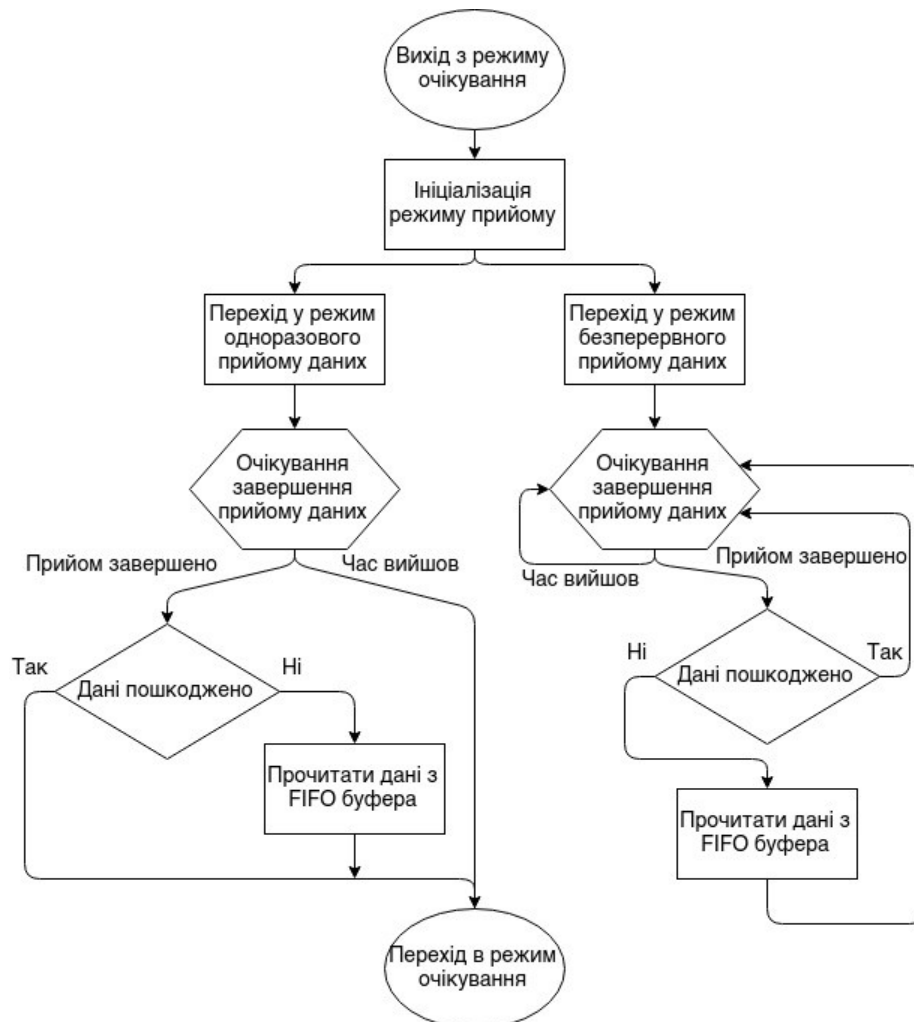 Вихід з режиму
очікування
Ініціалізація
режиму прийому
Перехід у режим
одноразового
прийому даних
Перехід у режим
безперервного
прийому даних
Очікування
завершення
прийому даних
Очікування
завершення
прийому даних
Прийом завершено
Час вийшов
Час вийшов
Прийом завершено
Так
Дані пошкоджено
Ні
Ні
Дані пошкоджено
Так
Прочитати дані з
FIFO буфера
Прочитати дані з
FIFO буфера
Перехід в режим
очікування